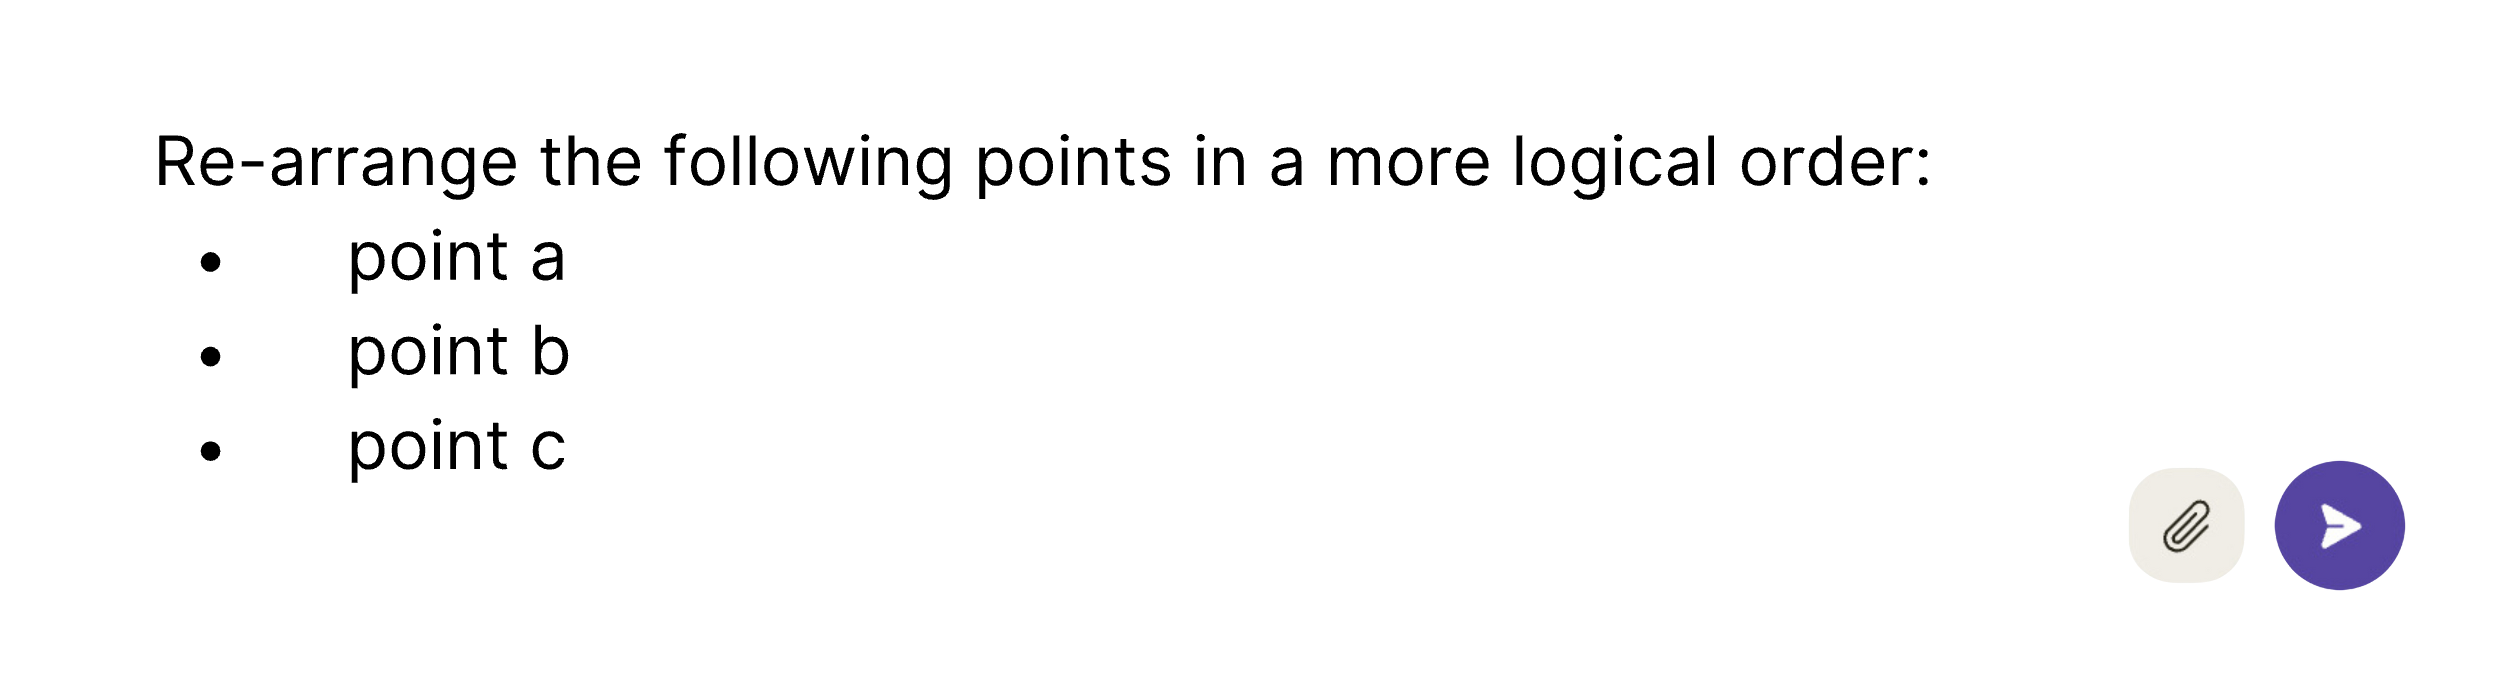 Re-arrange the following points in a more logical order:
• point a
• point b
• point c